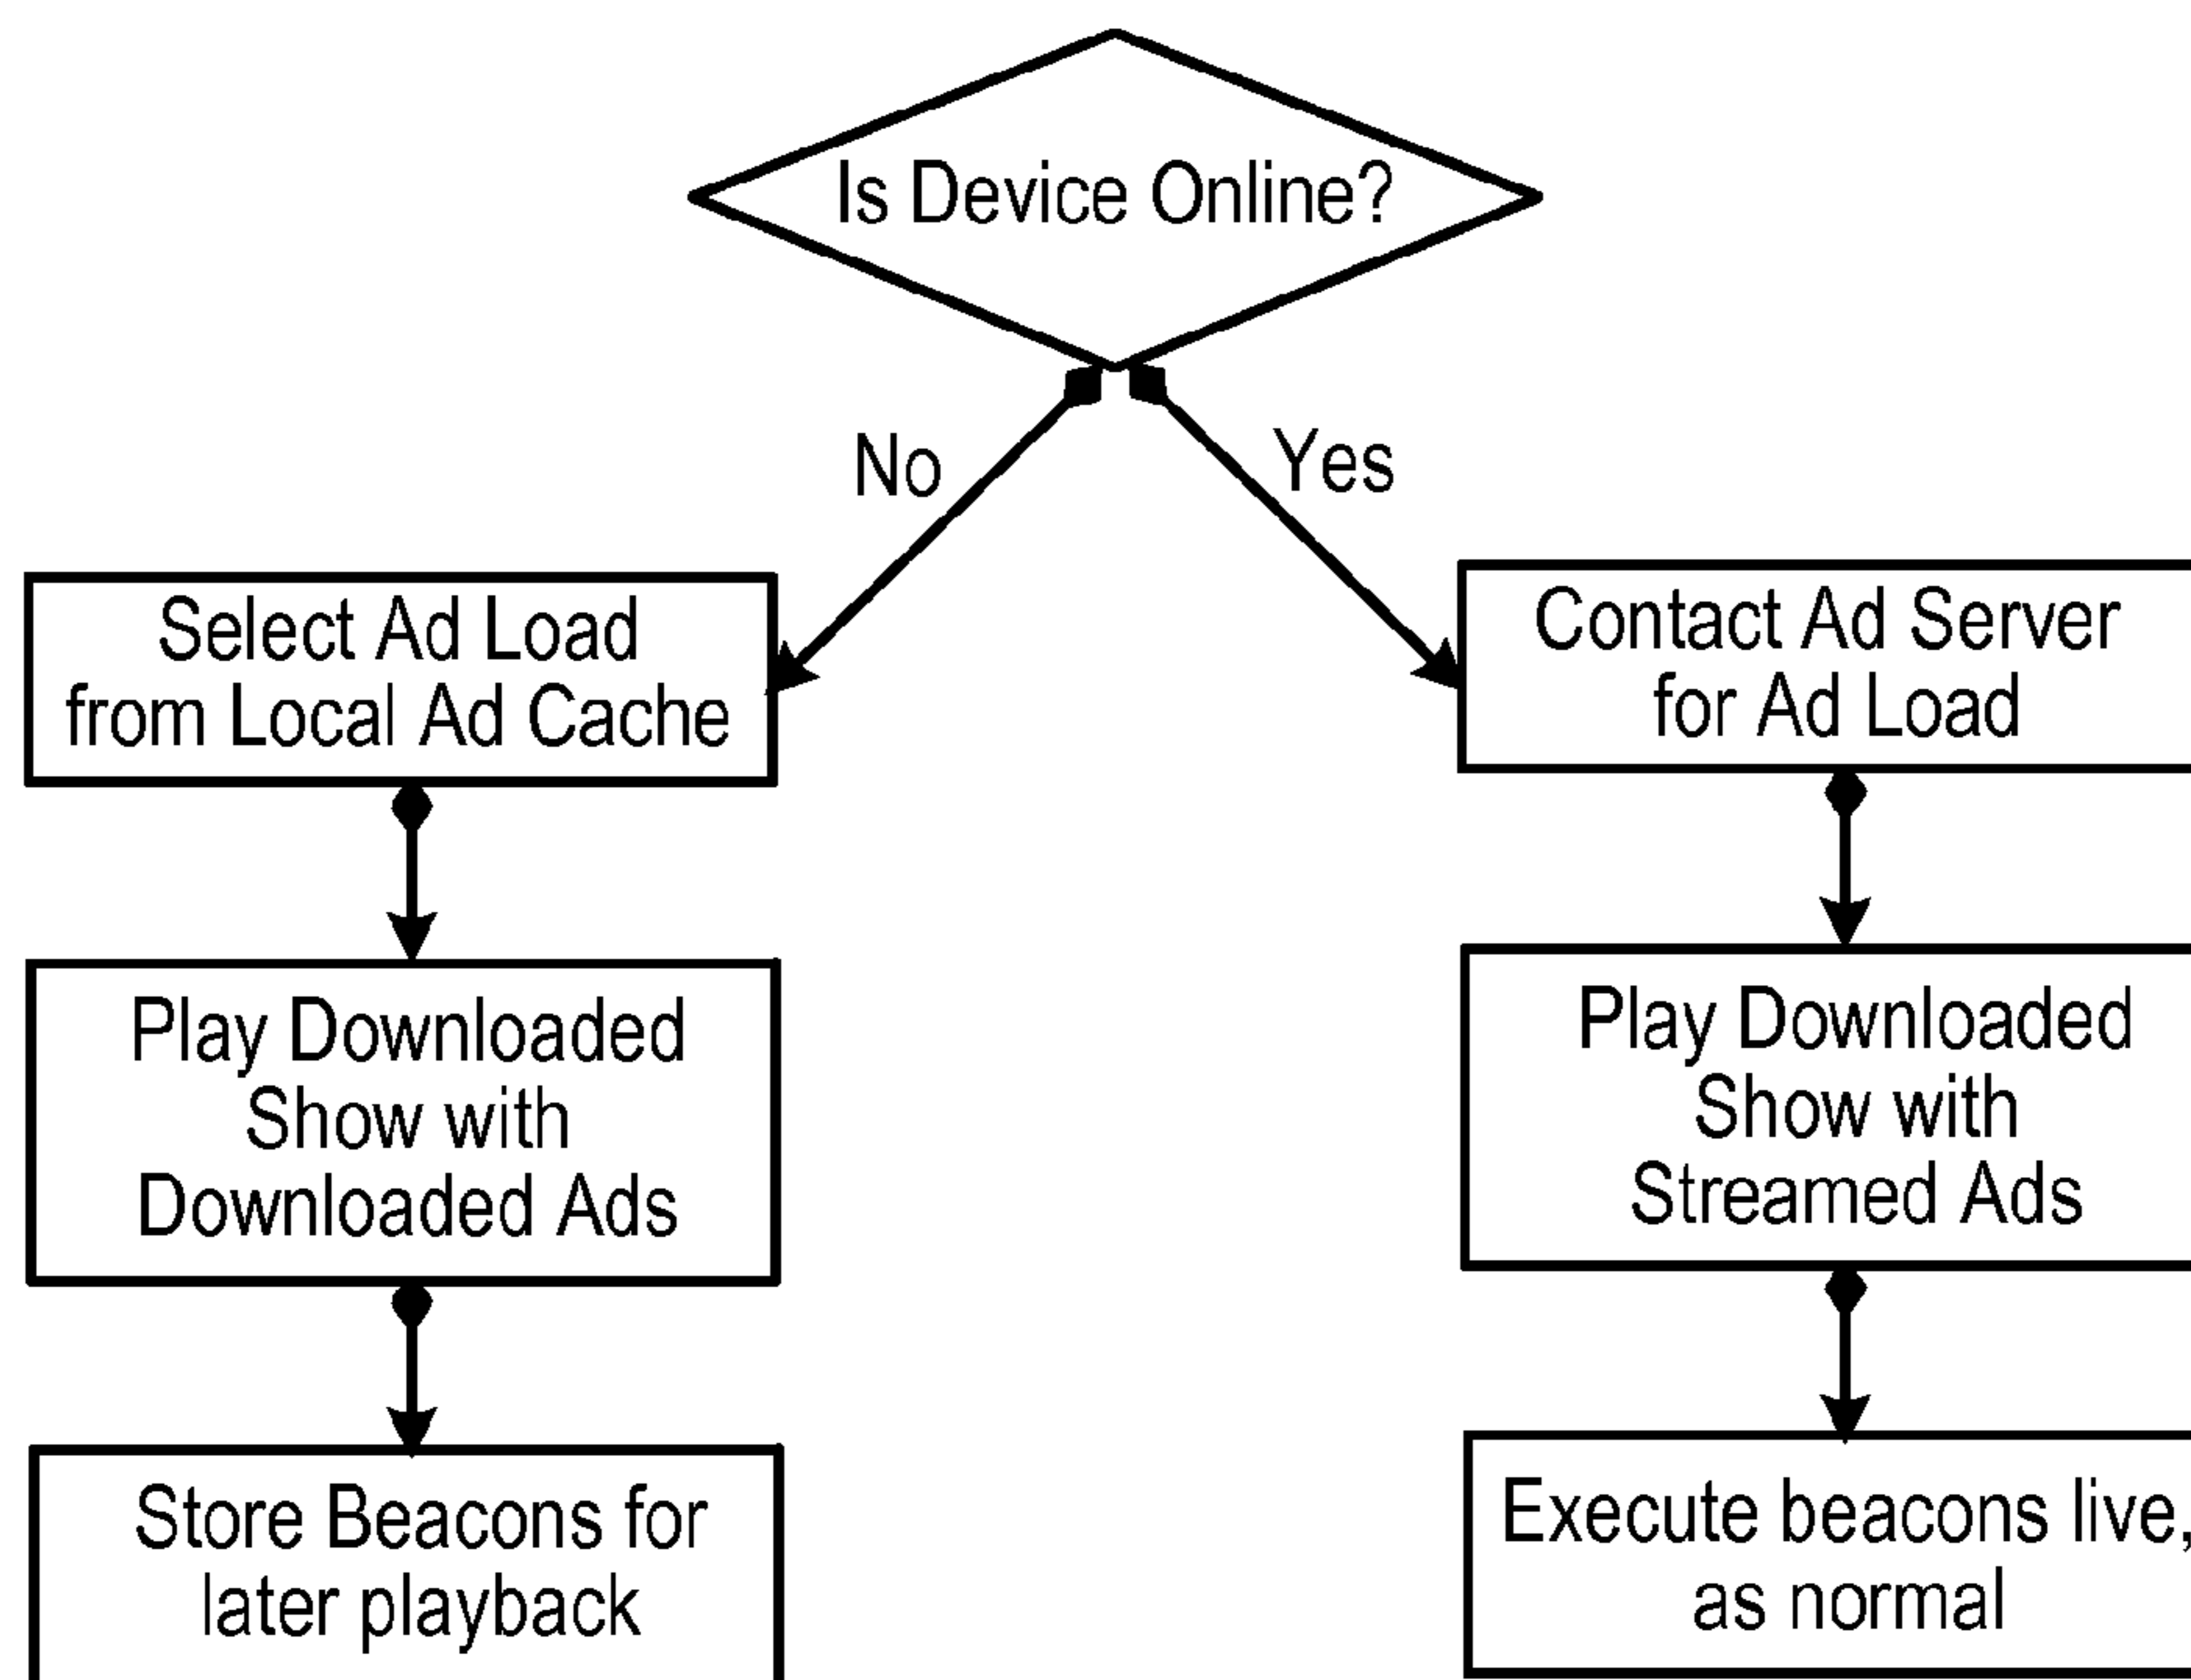 Is Device Online?
No
Yes
Select Ad Load
from Local Ad Cache
Contact Ad Server
for Ad Load
Play Downloaded
Show with
Downloaded Ads
Play Downloaded
Show with
Streamed Ads
Store Beacons for
later playback
Execute beacons live,
as normal